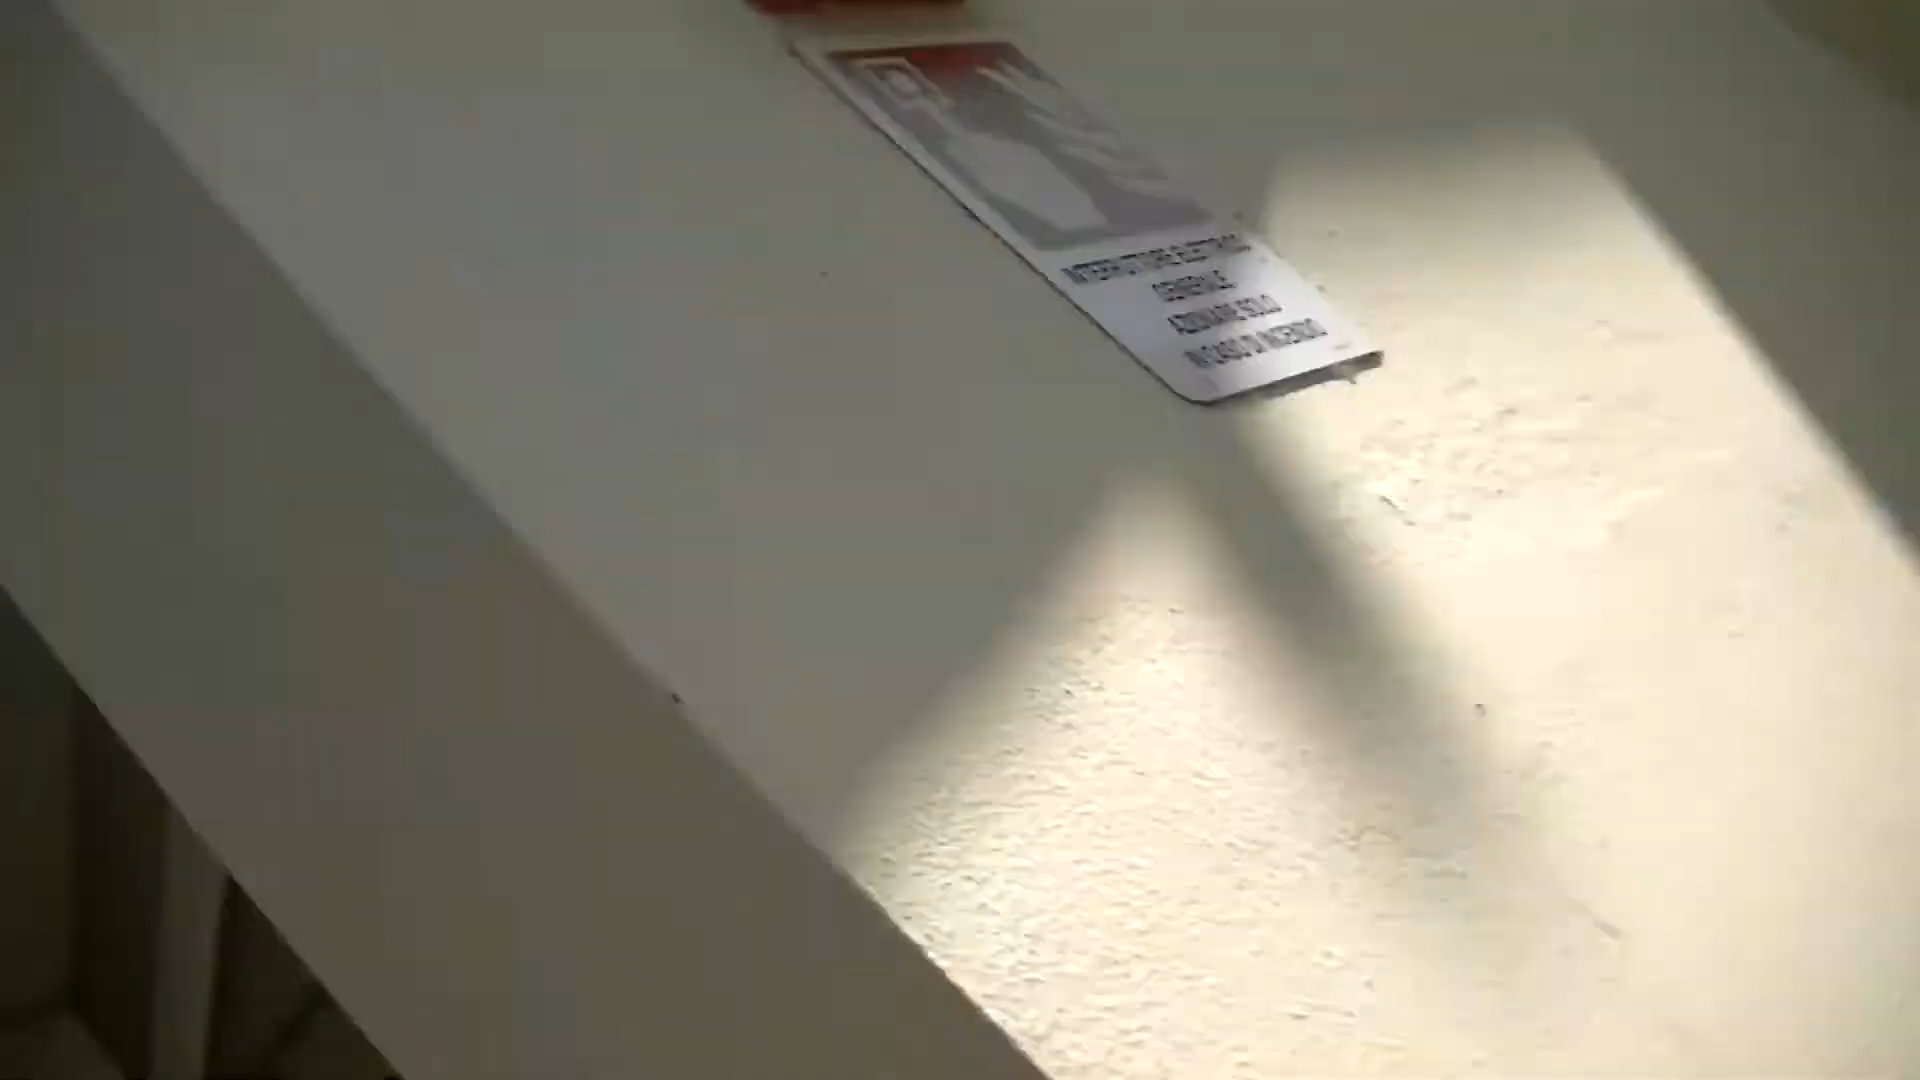 INTERRUTTORE ELETTRICO
GENERALE
AZIONARE SOLO
IN CASO DI INCENDIO